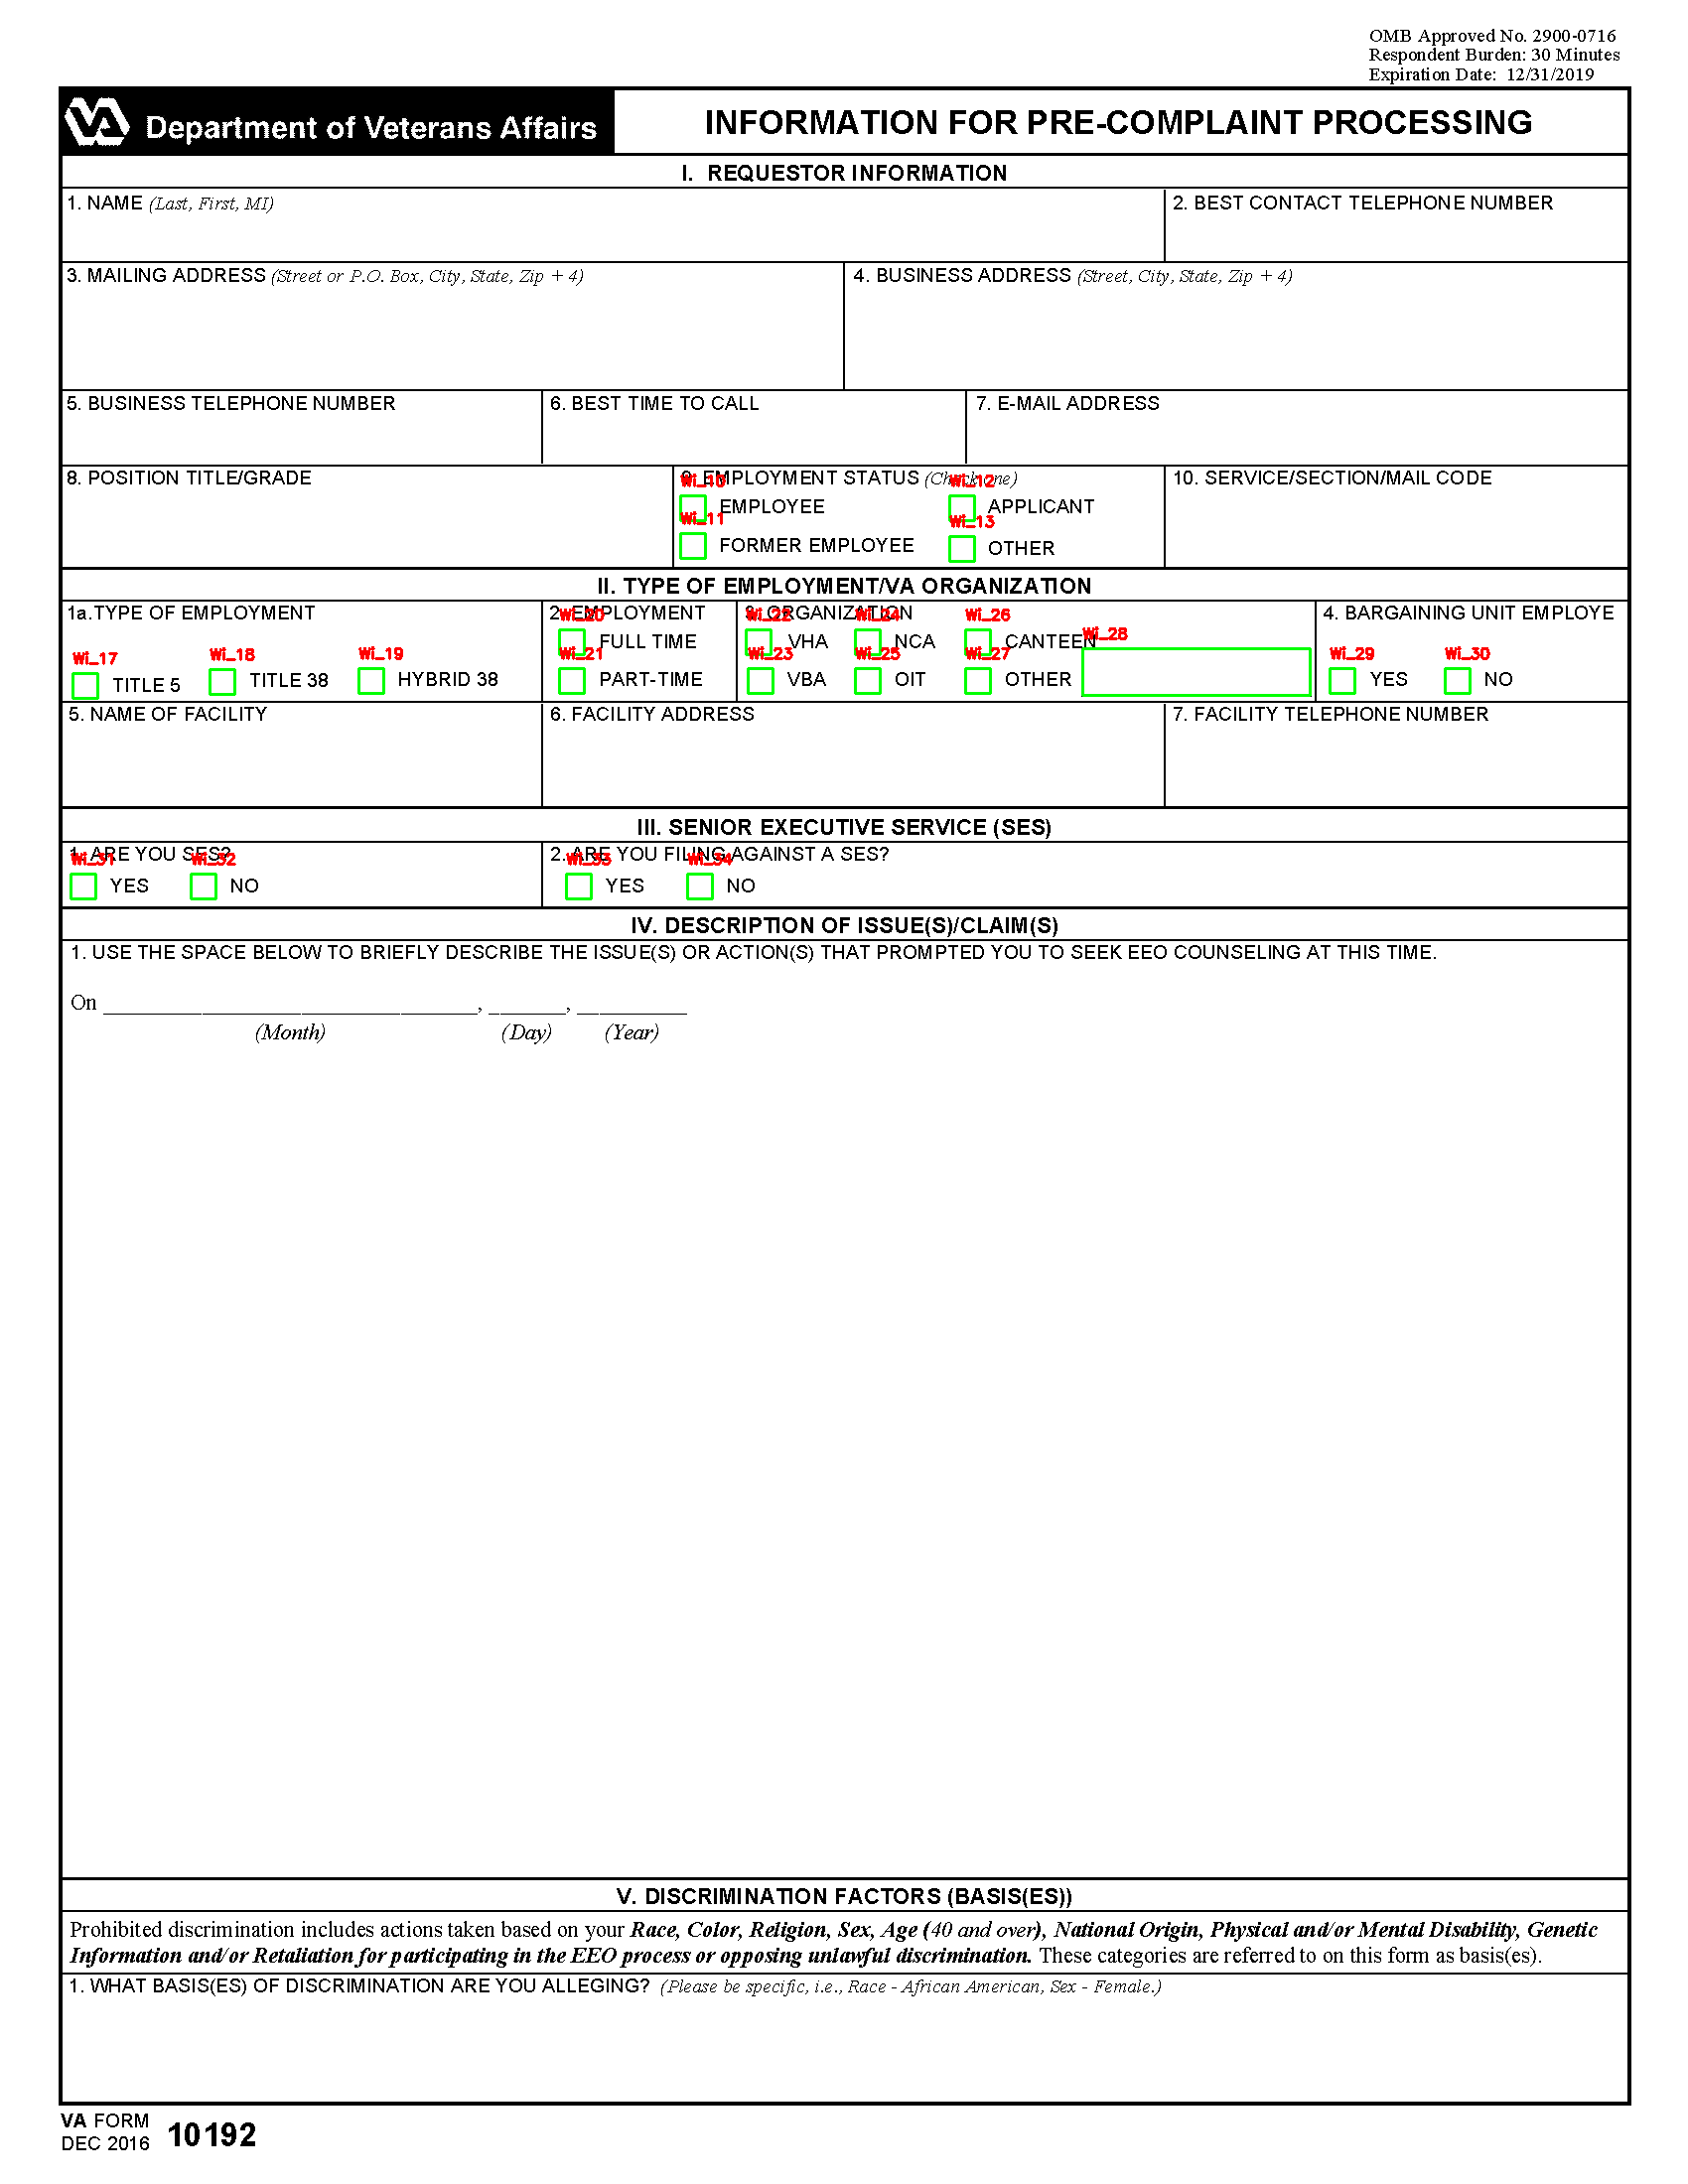 OMB Approved No. 2900-0716
Respondent Burden: 30 Minutes
Expiration Date: 12/31/2019
VA Department of Veterans Affairs
INFORMATION FOR PRE-COMPLAINT PROCESSING
I. REQUESTOR INFORMATION
1. NAME (Last, First, MI)
2. BEST CONTACT TELEPHONE NUMBER
3. MAILING ADDRESS (Street or P.O. Box, City, State, Zip + 4)
4. BUSINESS ADDRESS (Street, City, State, Zip + 4)
5. BUSINESS TELEPHONE NUMBER
6. BEST TIME TO CALL
7. E-MAIL ADDRESS
8. POSITION TITLE/GRADE
9. EMPLOYMENT STATUS (Check one)
Wi_10 Wi_12
EMPLOYEE APPLICANT
Wi_11 Wi_13
FORMER EMPLOYEE OTHER
10. SERVICE/SECTION/MAIL CODE
II. TYPE OF EMPLOYMENT/VA ORGANIZATION
1a.TYPE OF EMPLOYMENT
Wi_17 Wi_18 Wi_19
TITLE 5 TITLE 38 HYBRID 38
2. EMPLOYMENT
Wi_20
FULL TIME
Wi_21
PART-TIME
3. ORGANIZATION
Wi_22 Wi_24 Wi_26
VHA NCA CANTEEN Wi_28
Wi_23 Wi_25 Wi_27
VBA OIT OTHER
4. BARGAINING UNIT EMPLOYE
Wi_29 Wi_30
YES NO
5. NAME OF FACILITY
6. FACILITY ADDRESS
7. FACILITY TELEPHONE NUMBER
III. SENIOR EXECUTIVE SERVICE (SES)
1. ARE YOU SES?
Wi_31 Wi_32
YES NO
2. ARE YOU FILING AGAINST A SES?
Wi_33 Wi_34
YES NO
IV. DESCRIPTION OF ISSUE(S)/CLAIM(S)
1. USE THE SPACE BELOW TO BRIEFLY DESCRIBE THE ISSUE(S) OR ACTION(S) THAT PROMPTED YOU TO SEEK EEO COUNSELING AT THIS TIME.
On __________________________________, _______, __________
(Month) (Day) (Year)
V. DISCRIMINATION FACTORS (BASIS(ES))
Prohibited discrimination includes actions taken based on your Race, Color, Religion, Sex, Age (40 and over), National Origin, Physical and/or Mental Disability, Genetic
Information and/or Retaliation for participating in the EEO process or opposing unlawful discrimination. These categories are referred to on this form as basis(es).
1. WHAT BASIS(ES) OF DISCRIMINATION ARE YOU ALLEGING? (Please be specific, i.e., Race - African American, Sex - Female.)
VA FORM
DEC 2016 10192